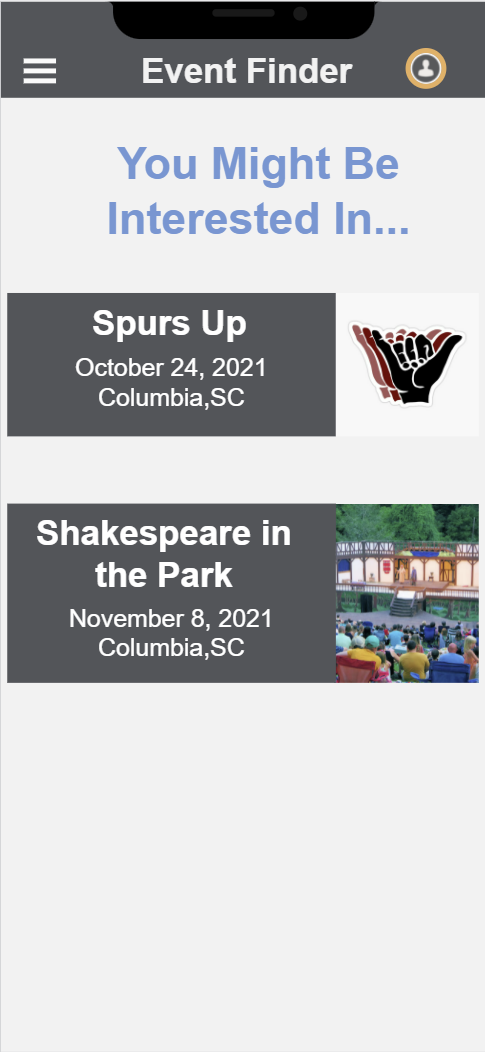 Event Finder
You Might Be
Interested In...
Spurs Up
October 24, 2021
Columbia,SC
Shakespeare in
the Park
November 8, 2021
Columbia,SC